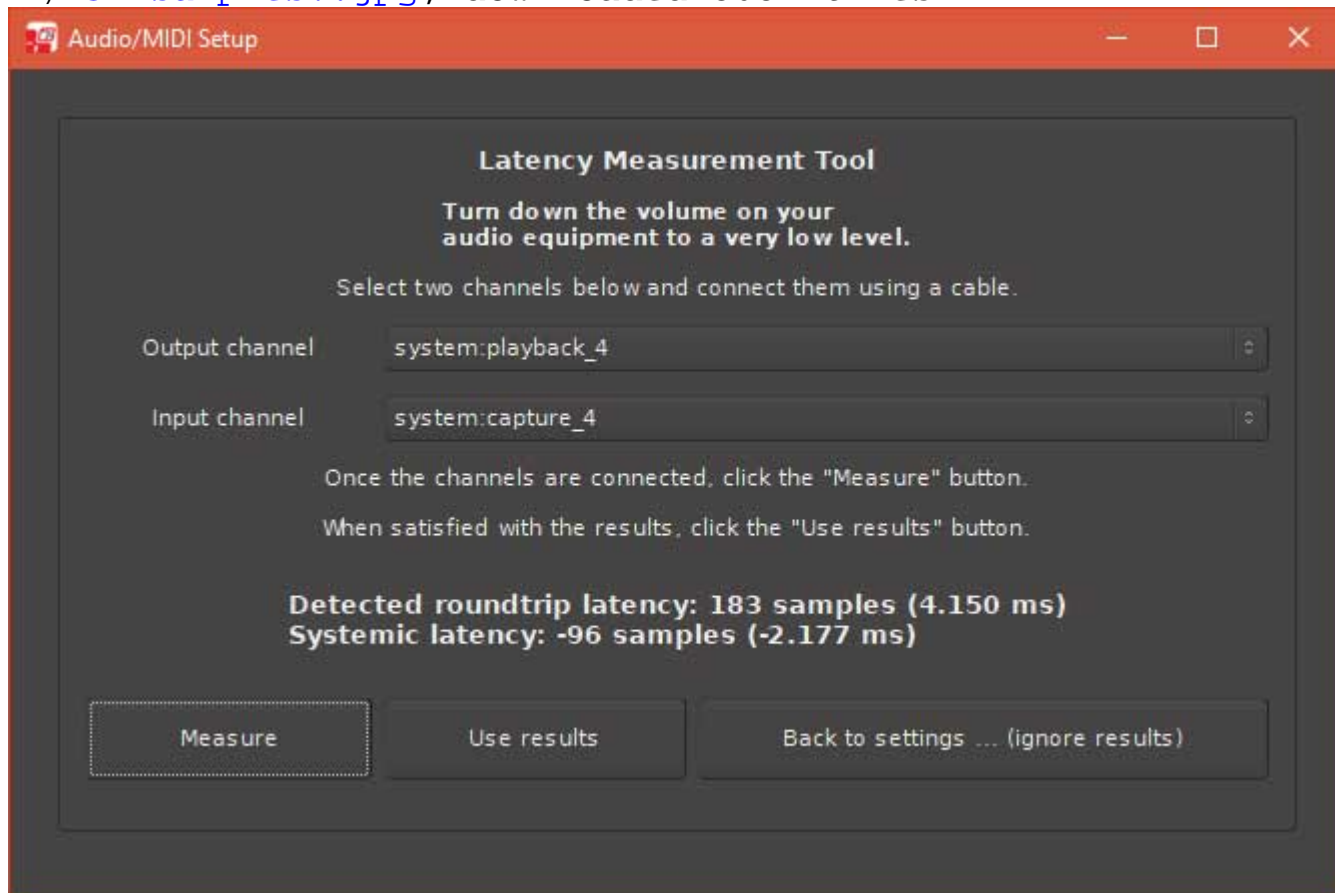 Audio/MIDI Setup
Latency Measurement Tool
Turn down the volume on your
audio equipment to a very low level.
Select two channels below and connect them using a cable.
Output channel system:playback_4
Input channel system:capture_4
Once the channels are connected, click the "Measure" button.
When satisfied with the results, click the "Use results" button.
Detected roundtrip latency: 183 samples (4.150 ms)
Systemic latency: -96 samples (-2.177 ms)
Measure Use results Back to settings ... (ignore results)